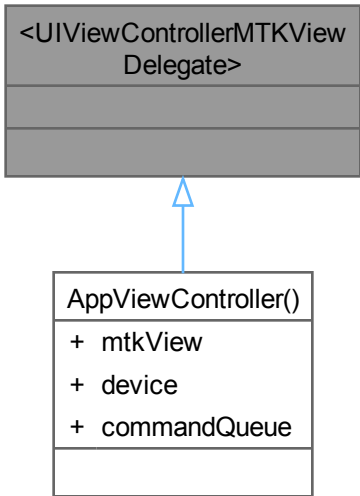 <UIViewControllerMTKView
Delegate>
AppViewController()
+ mtkView
+ device
+ commandQueue